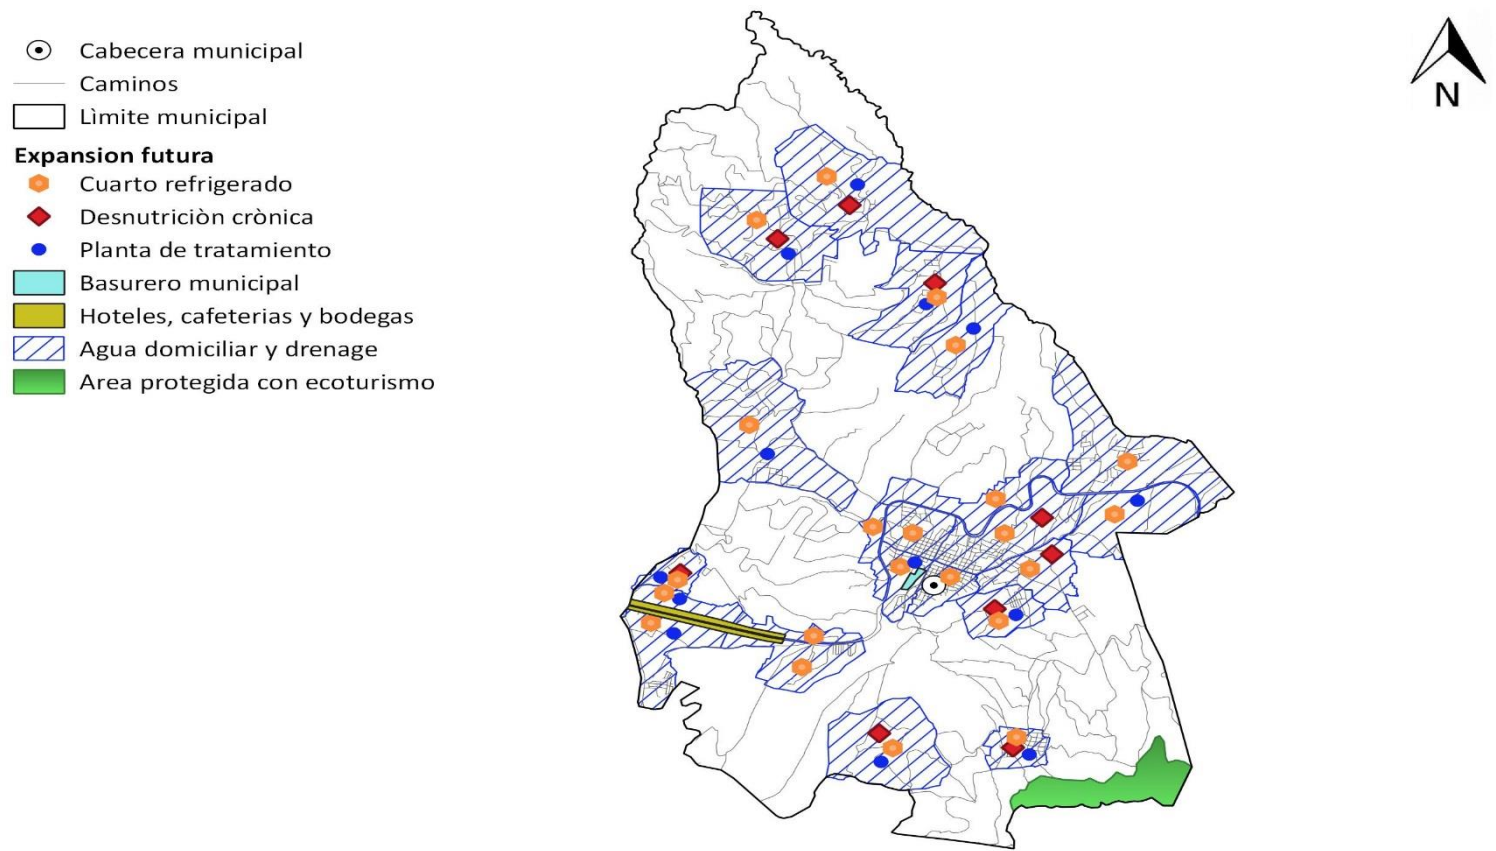 Cabecera municipal
Caminos
Lìmite municipal
Expansion futura
Cuarto refrigerado
Desnutriciòn crònica
Planta de tratamiento
Basurero municipal
Hoteles, cafeterias y bodegas
Agua domiciliar y drenage
Area protegida con ecoturismo
N